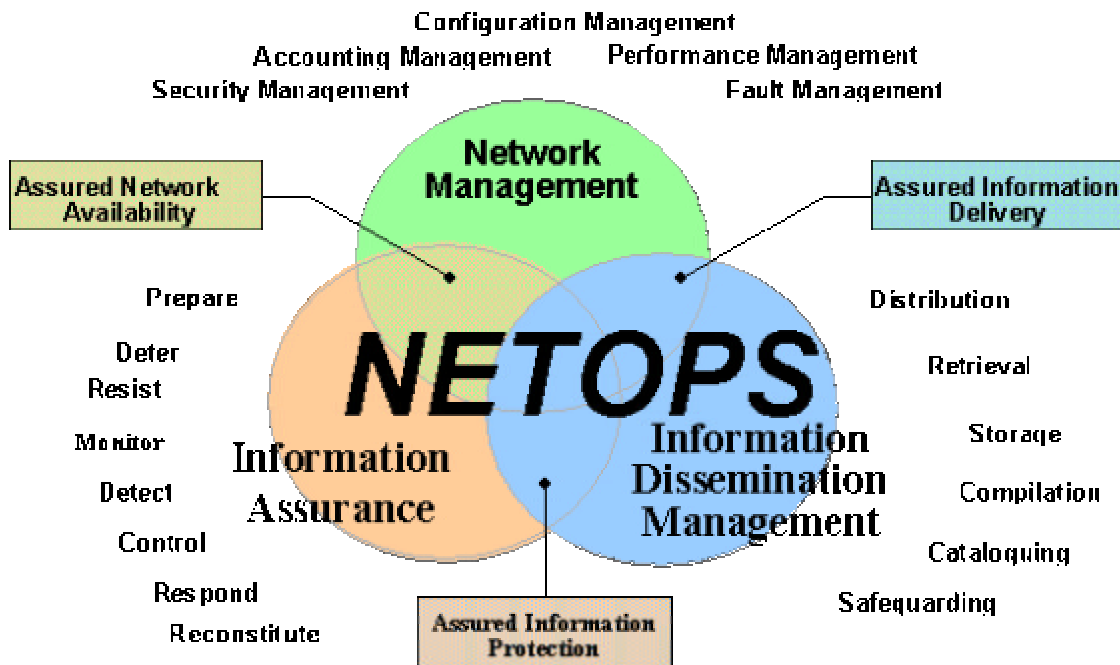 Configuration Management
Accounting Management
Performance Management
Security Management
Fault Management
Network
Management
Assured Network
Availability
Assured Information
Delivery
Prepare
Deter
Resist
Monitor
Detect
Control
Respond
Reconstitute
Distribution
Retrieval
Storage
Compilation
Cataloquing
Safequarding
NETOPS
Information
Assurance
Information
Dissemination
Management
Assured Information
Protection